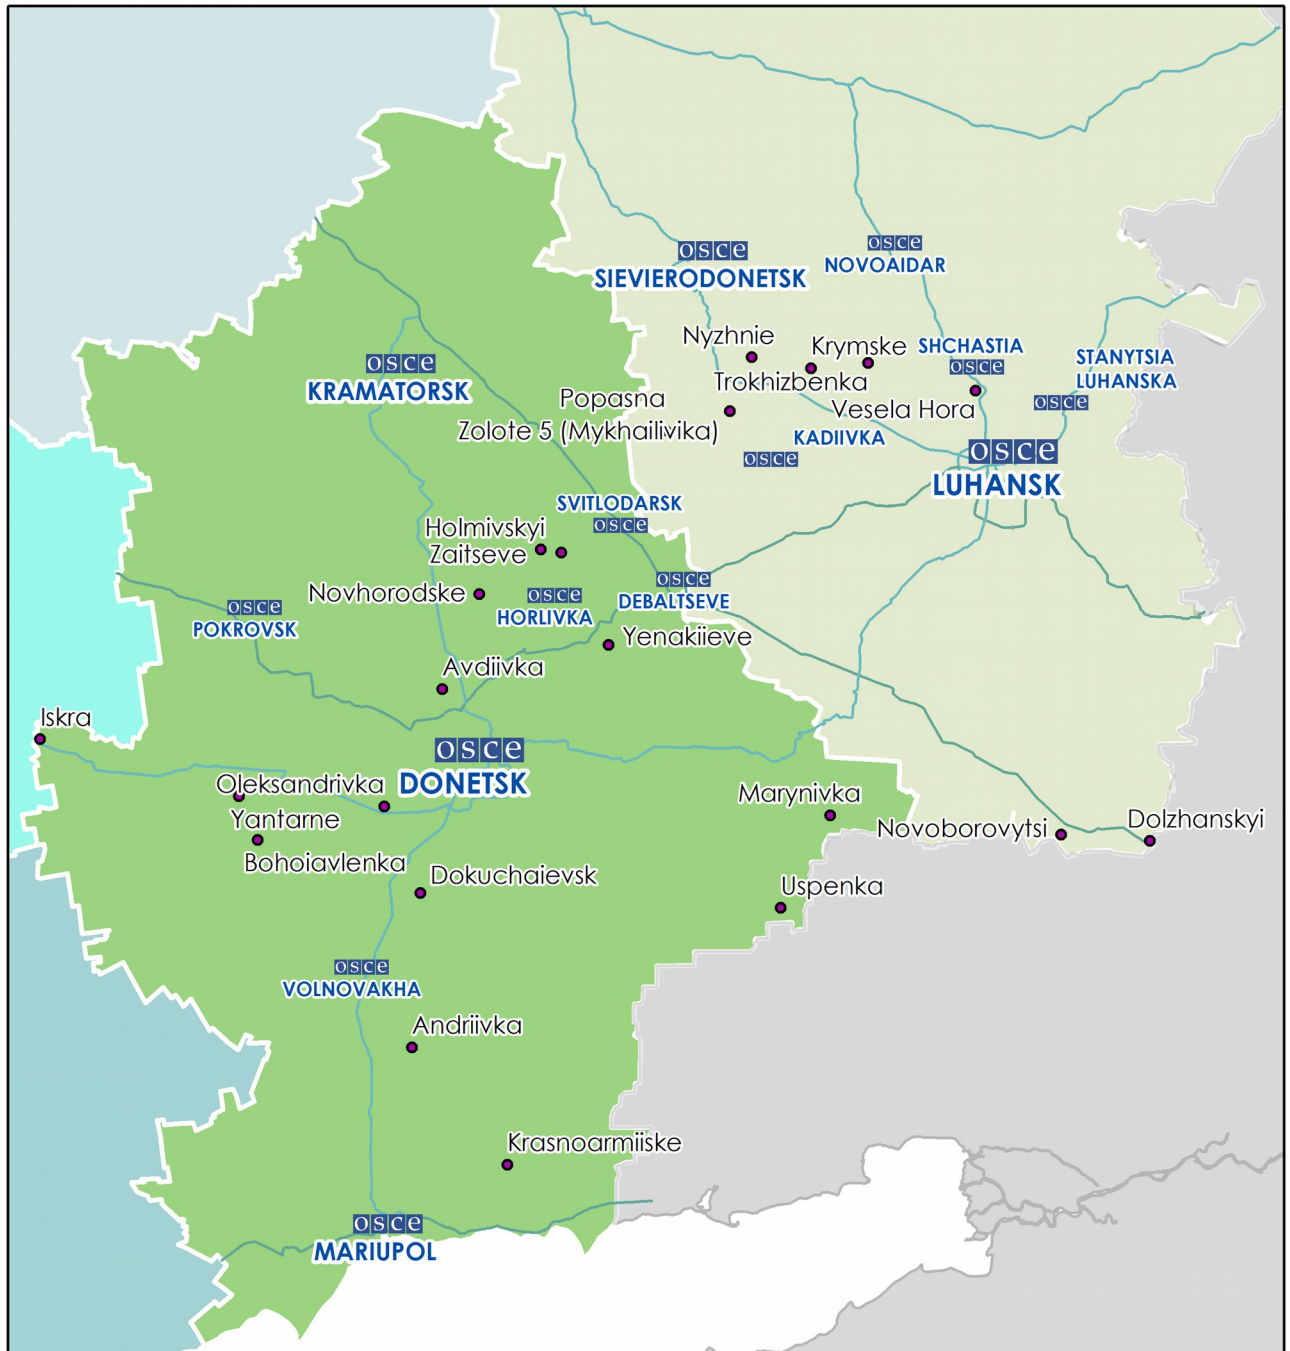 osce
SIEVIERODONETSK
osce
NOVOAIDAR
Nyzhnie
Krymske
SHCHASTIA
osce
STANYTSIA
LUHANSKA
osce
osce
KRAMATORSK
Trokhizbenka
Popasna
Vesela Hora
Zolote 5 (Mykhailivika)
KADIIVKA
osce
osce
LUHANSK
SVITLODARSK
osce
Holmivskyi
Zaitseve
Novhorodske
osce
HORLIVKA
osce
DEBALTSEVE
osce
POKROVSK
Yenakiieve
Avdiivka
Iskra
osce
DONETSK
Oleksandrivka
Yantarne
Bohoiavlenka
Marynivka
Novoborovytsi
Dolzhanskyi
Dokuchaievsk
Uspenka
osce
VOLNOVAKHA
Andriivka
Krasnoarmiiske
osce
MARIUPOL